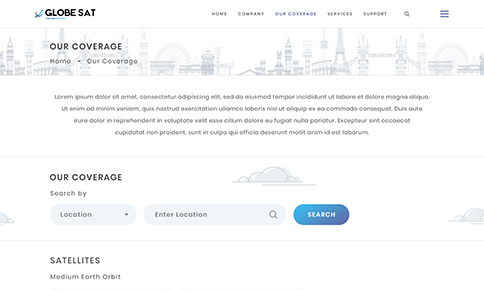 GLOBE SAT
HOME COMPANY OUR COVERAGE SERVICES SUPPORT
OUR COVERAGE
Home • Our Coverage
Lorem ipsum dolor sit amet, consectetur adipiscing elit, sed do eiusmod tempor incididunt ut labore et dolore magna aliqua.
Ut enim ad minim veniam, quis nostrud exercitation ullamco laboris nisi ut aliquip ex ea commodo consequat. Duis aute
irure dolor in reprehenderit in voluptate velit esse cillum dolore eu fugiat nulla pariatur. Excepteur sint occaecat
cupidatat non proident, sunt in culpa qui officia deserunt mollit anim id est laborum.
OUR COVERAGE
Search by
Location
Enter Location
SEARCH
SATELLITES
Medium Earth Orbit